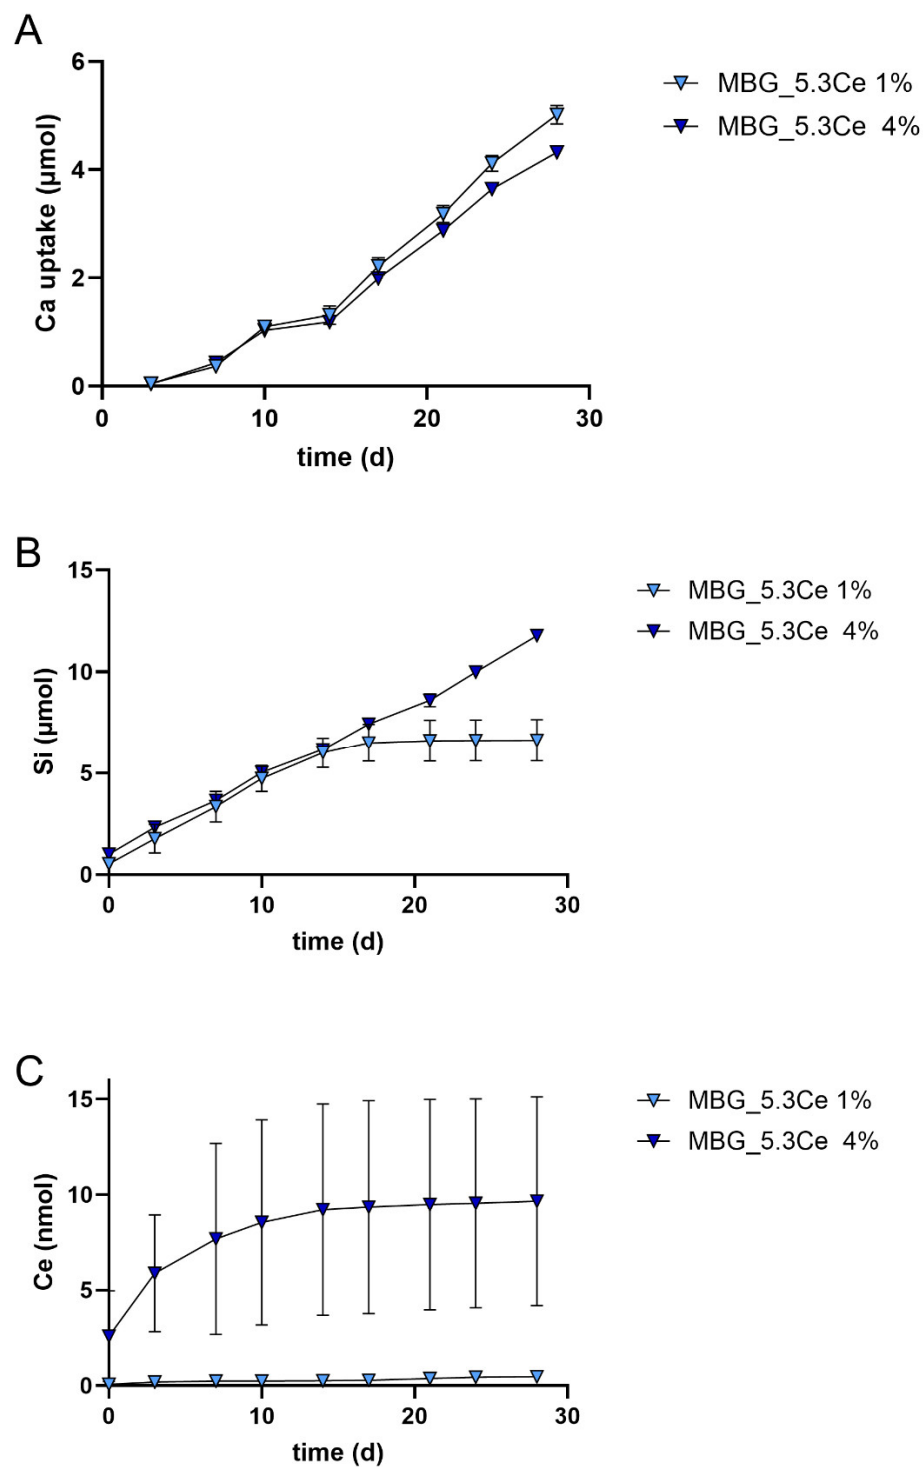 A
6
4
2
0
Ca uptake (µmol)
0 10 20 30
time (d)
MBG_5.3Ce 1%
MBG_5.3Ce 4%
B
15
10
5
0
Si (µmol)
0 10 20 30
time (d)
MBG_5.3Ce 1%
MBG_5.3Ce 4%
C
15
10
5
0
Ce (nmol)
0 10 20 30
time (d)
MBG_5.3Ce 1%
MBG_5.3Ce 4%